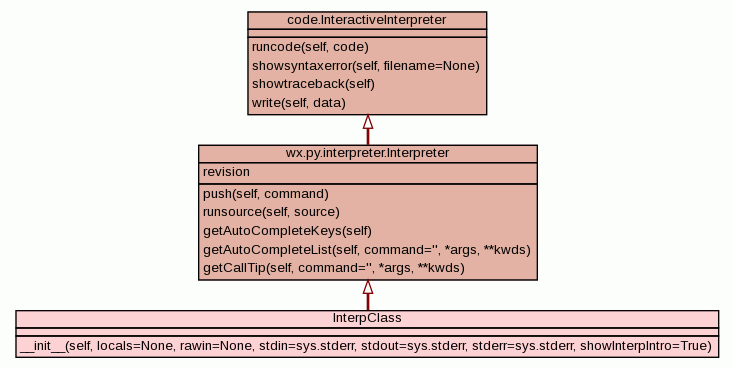 code.InteractiveInterpreter
runcode(self, code)
showsyntaxerror(self, filename=None)
showtraceback(self)
write(self, data)
wx.py.interpreter.Interpreter
revision
push(self, command)
runsource(self, source)
getAutoCompleteKeys(self)
getAutoCompleteList(self, command='', *args, **kwds)
getCallTip(self, command='', *args, **kwds)
InterpClass
__init__(self, locals=None, rawin=None, stdin=sys.stderr, stdout=sys.stderr, stderr=sys.stderr, showInterpIntro=True)